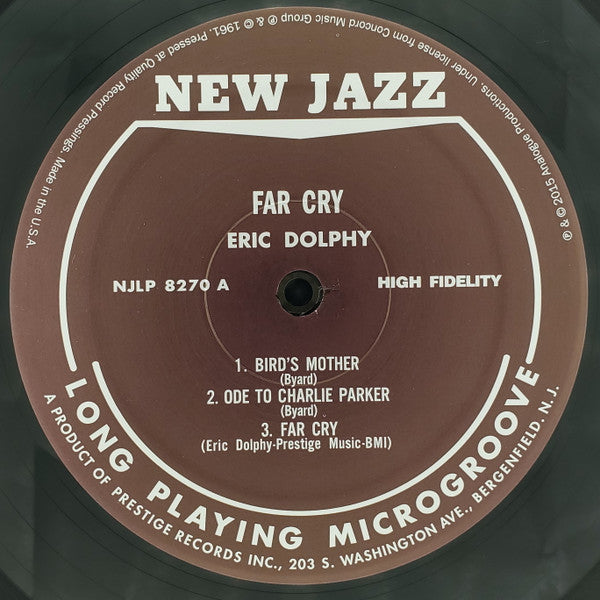 ℗ & © 1961. Pressed at Quality Record Pressings. Made in the U.S.A.
℗ & © 2015 Analogue Productions. Under license from Concord Music Group
NEW JAZZ
FAR CRY
ERIC DOLPHY
NJLP 8270 A
HIGH FIDELITY
1. BIRD'S MOTHER
(Byard)
2. ODE TO CHARLIE PARKER
(Byard)
3. FAR CRY
(Eric Dolphy-Prestige Music-BMI)
LONG PLAYING MICROGROOVE
A PRODUCT OF PRESTIGE RECORDS INC., 203 S. WASHINGTON AVE., BERGENFIELD, N. J.